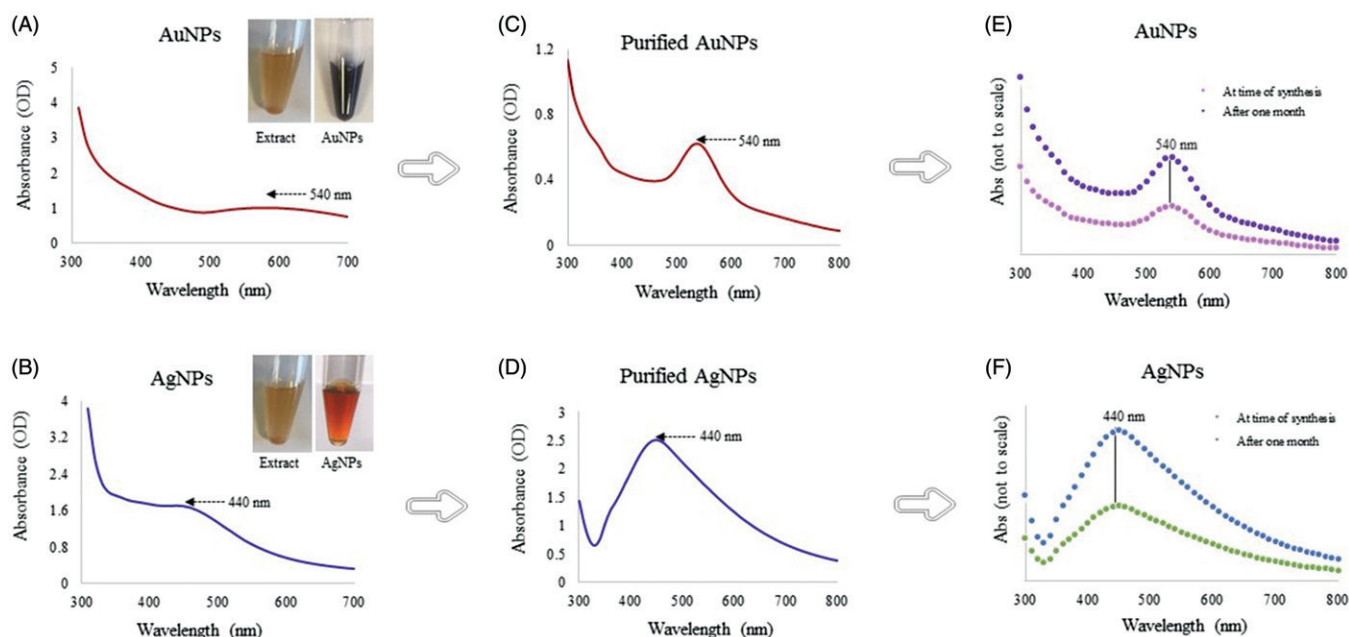 (A)
AuNPs
Absorbance (OD)
5
4
3
2
1
0
300 400 500 600 700
Wavelength (nm)
540 nm
Extract AuNPs
(C)
Purified AuNPs
Absorbance (OD)
1.2
0.8
0.4
0
300 400 500 600 700 800
Wavelength (nm)
540 nm
(E)
AuNPs
Abs (not to scale)
At time of synthesis
After one month
540 nm
300 400 500 600 700 800
Wavelength (nm)
(B)
AgNPs
Absorbance (OD)
4
3.2
2.4
1.6
0.8
0
300 400 500 600 700
Wavelength (nm)
440 nm
Extract AgNPs
(D)
Purified AgNPs
Absorbance (OD)
3
2.5
2
1.5
1
0.5
0
300 400 500 600 700 800
Wavelength (nm)
440 nm
(F)
AgNPs
Abs (not to scale)
440 nm
At time of synthesis
After one month
300 400 500 600 700 800
Wavelength (nm)